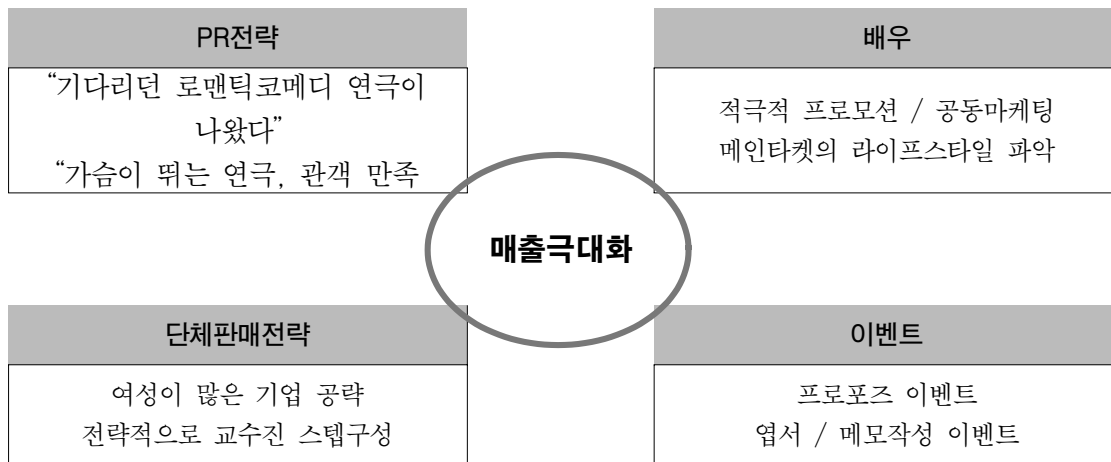 PR전략
“기다리던 로맨틱코메디 연극이
나왔다”
“가슴이 뛰는 연극, 관객 만족
배우
적극적 프로모션 / 공동마케팅
메인타켓의 라이프스타일 파악
매출극대화
단체판매전략
여성이 많은 기업 공략
전략적으로 교수진 스텝구성
이벤트
프로포즈 이벤트
엽서 / 메모작성 이벤트